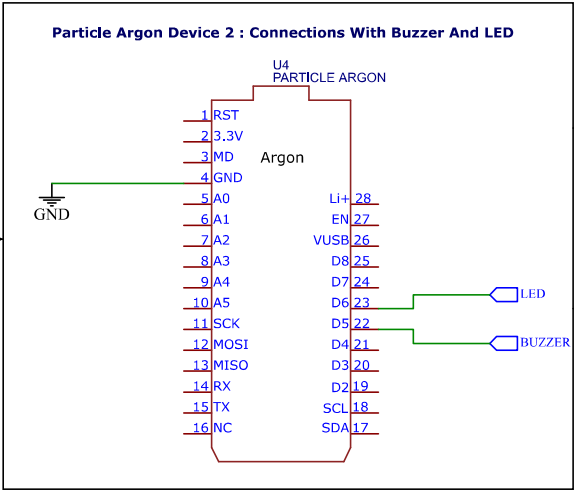 Particle Argon Device 2 : Connections With Buzzer And LED
U4
PARTICLE ARGON
Argon
1 RST
2 3.3V
3 MD
4 GND
5 A0
6 A1
7 A2
8 A3
9 A4
10 A5
11 SCK
12 MOSI
13 MISO
14 RX
15 TX
16 NC
GND
Li+ 28
EN 27
VUSB 26
D8 25
D7 24
D6 23
D5 22
D4 21
D3 20
D2 19
SCL 18
SDA 17
LED
BUZZER